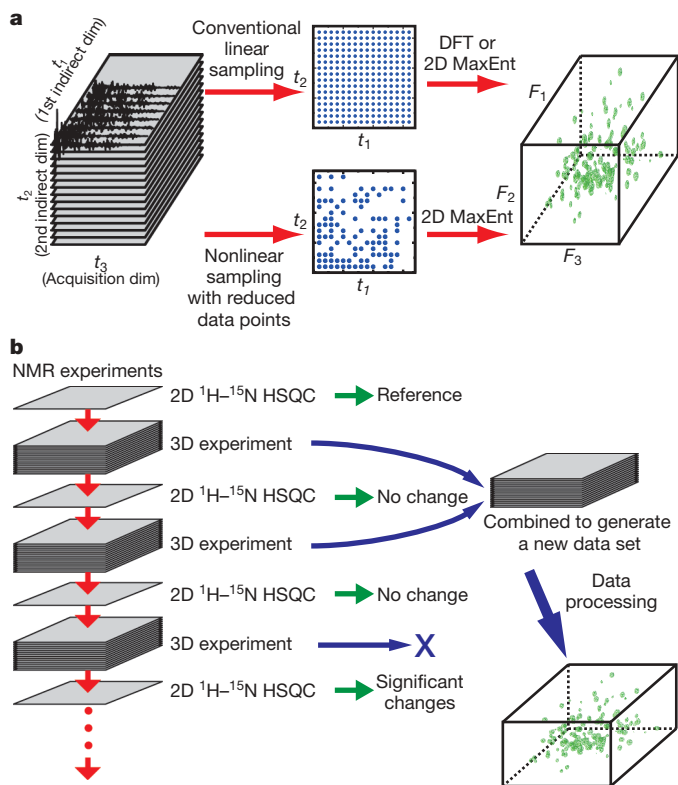 a
Conventional
linear
sampling
DFT or
2D MaxEnt
t1
(1st indirect dim)
t2
(2nd indirect dim)
t3
(Acquisition dim)
t2
t1
F1
F2
F3
Nonlinear
sampling
with reduced
data points
t2
t1
2D MaxEnt
b
NMR experiments
2D ¹H–¹⁵N HSQC
Reference
3D experiment
2D ¹H–¹⁵N HSQC
No change
3D experiment
Combined to generate
a new data set
2D ¹H–¹⁵N HSQC
No change
Data
processing
3D experiment
X
2D ¹H–¹⁵N HSQC
Significant
changes